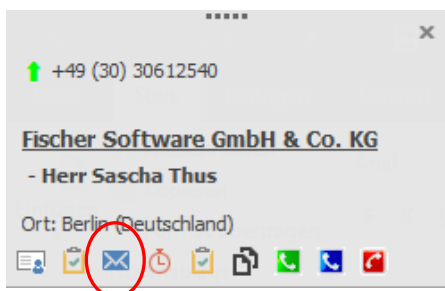 +49 (30) 30612540
Fischer Software GmbH & Co. KG
- Herr Sascha Thus
Ort: Berlin (Deutschland)